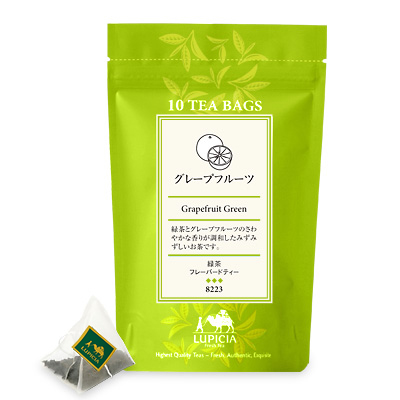 10 TEA BAGS
グレープフルーツ
Grapefruit Green
緑茶とグレープフルーツのさわ
やかな香りが調和したみずみ
ずしいお茶です。
緑茶
フレーバードティー
8223
LUPICIA
FRESH TEA
Highest Quality Teas – Fresh, Authentic, Exquisite
LUPICIA